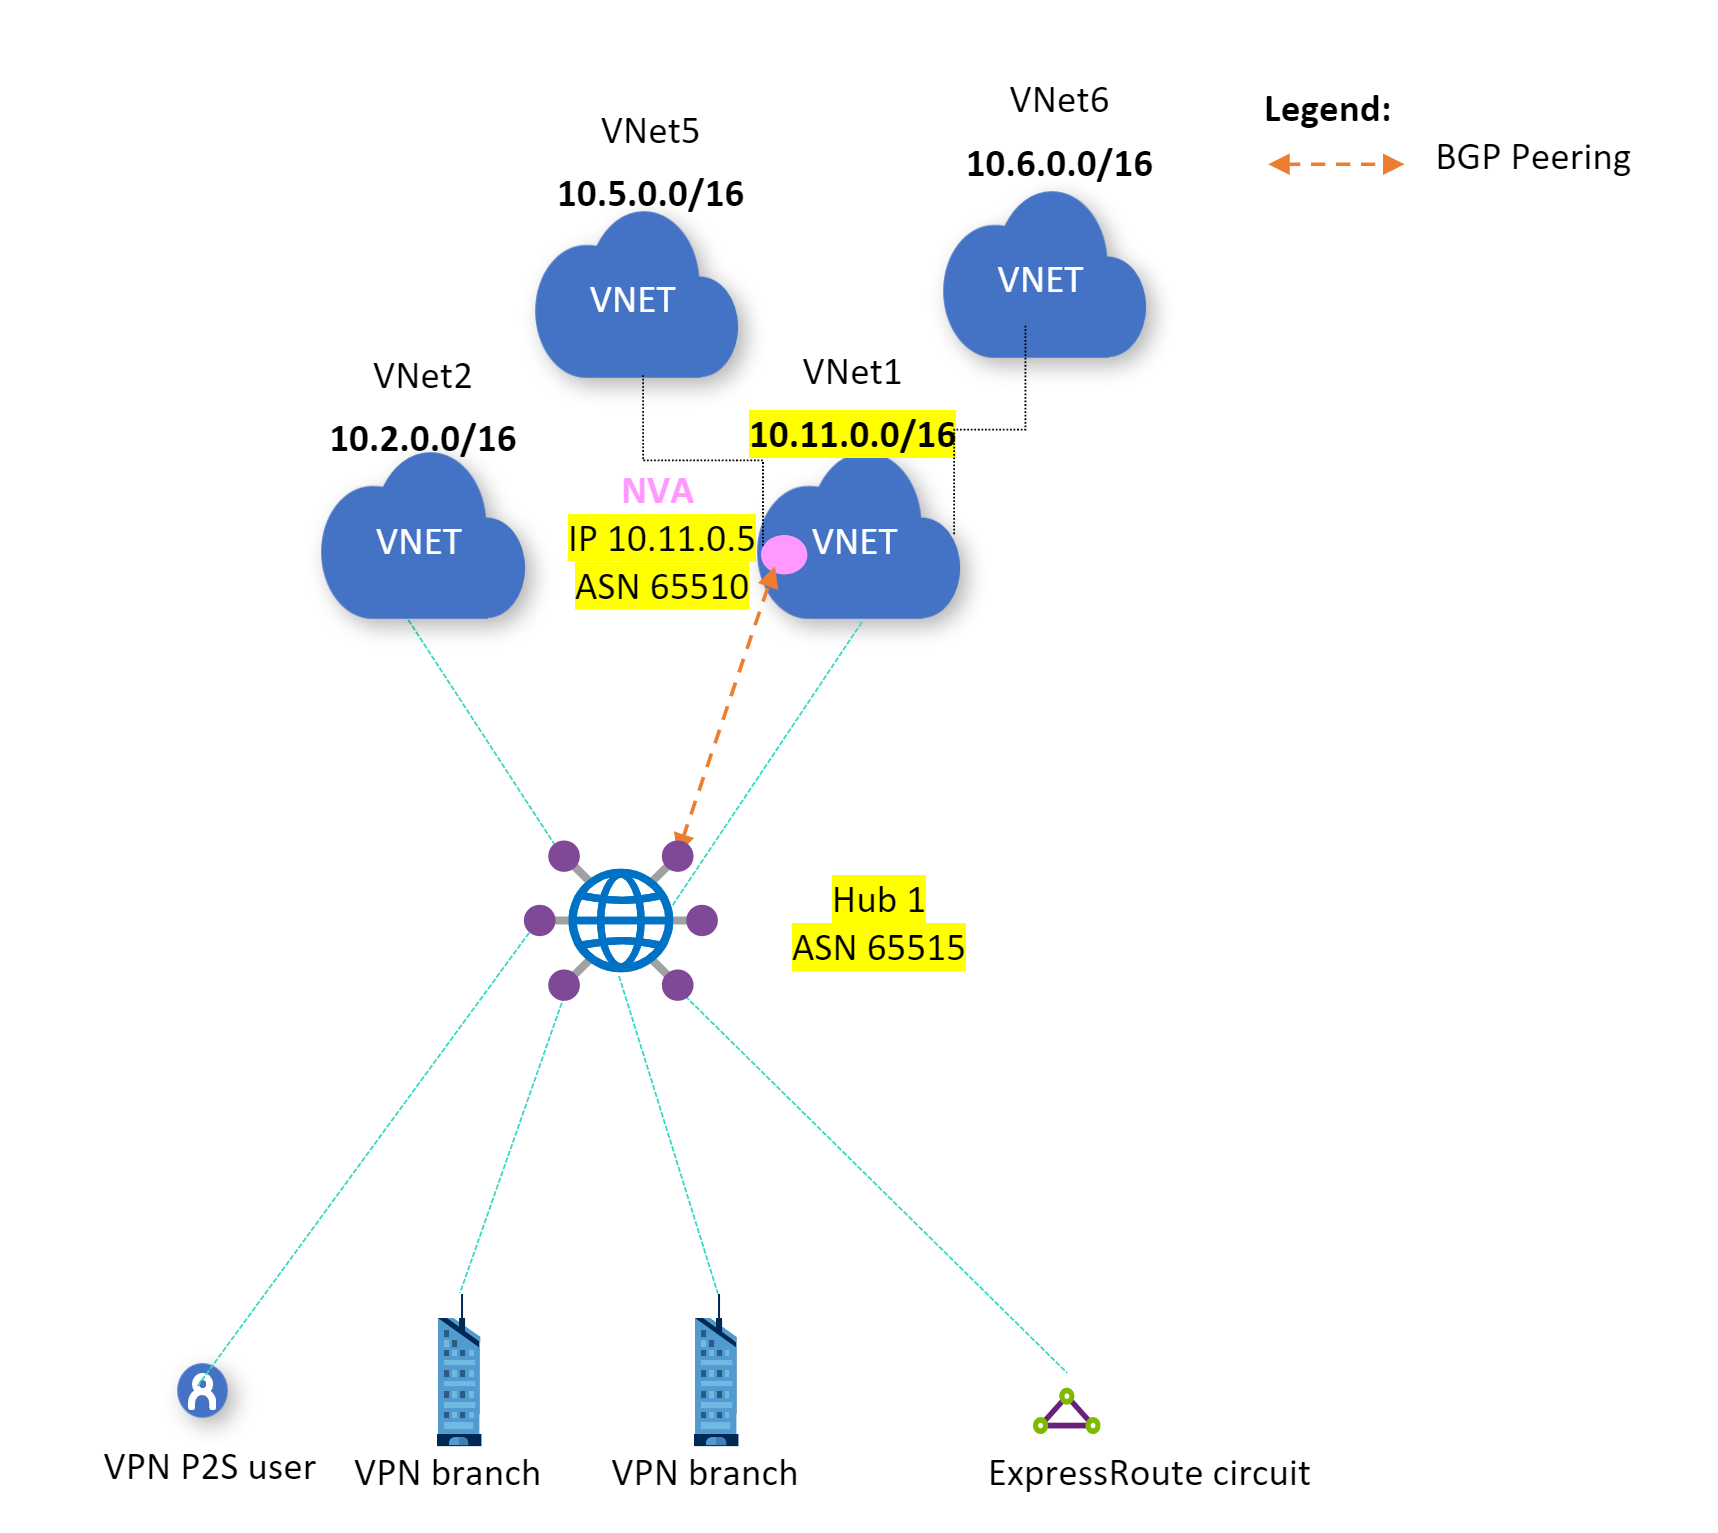 VNet6
Legend:
VNet5
10.6.0.0/16
BGP Peering
10.5.0.0/16
VNET
VNET
VNet2
VNet1
10.2.0.0/16
10.11.0.0/16
NVA
IP 10.11.0.5
ASN 65510
VNET
VNET
Hub 1
ASN 65515
VPN P2S user
VPN branch
VPN branch
ExpressRoute circuit